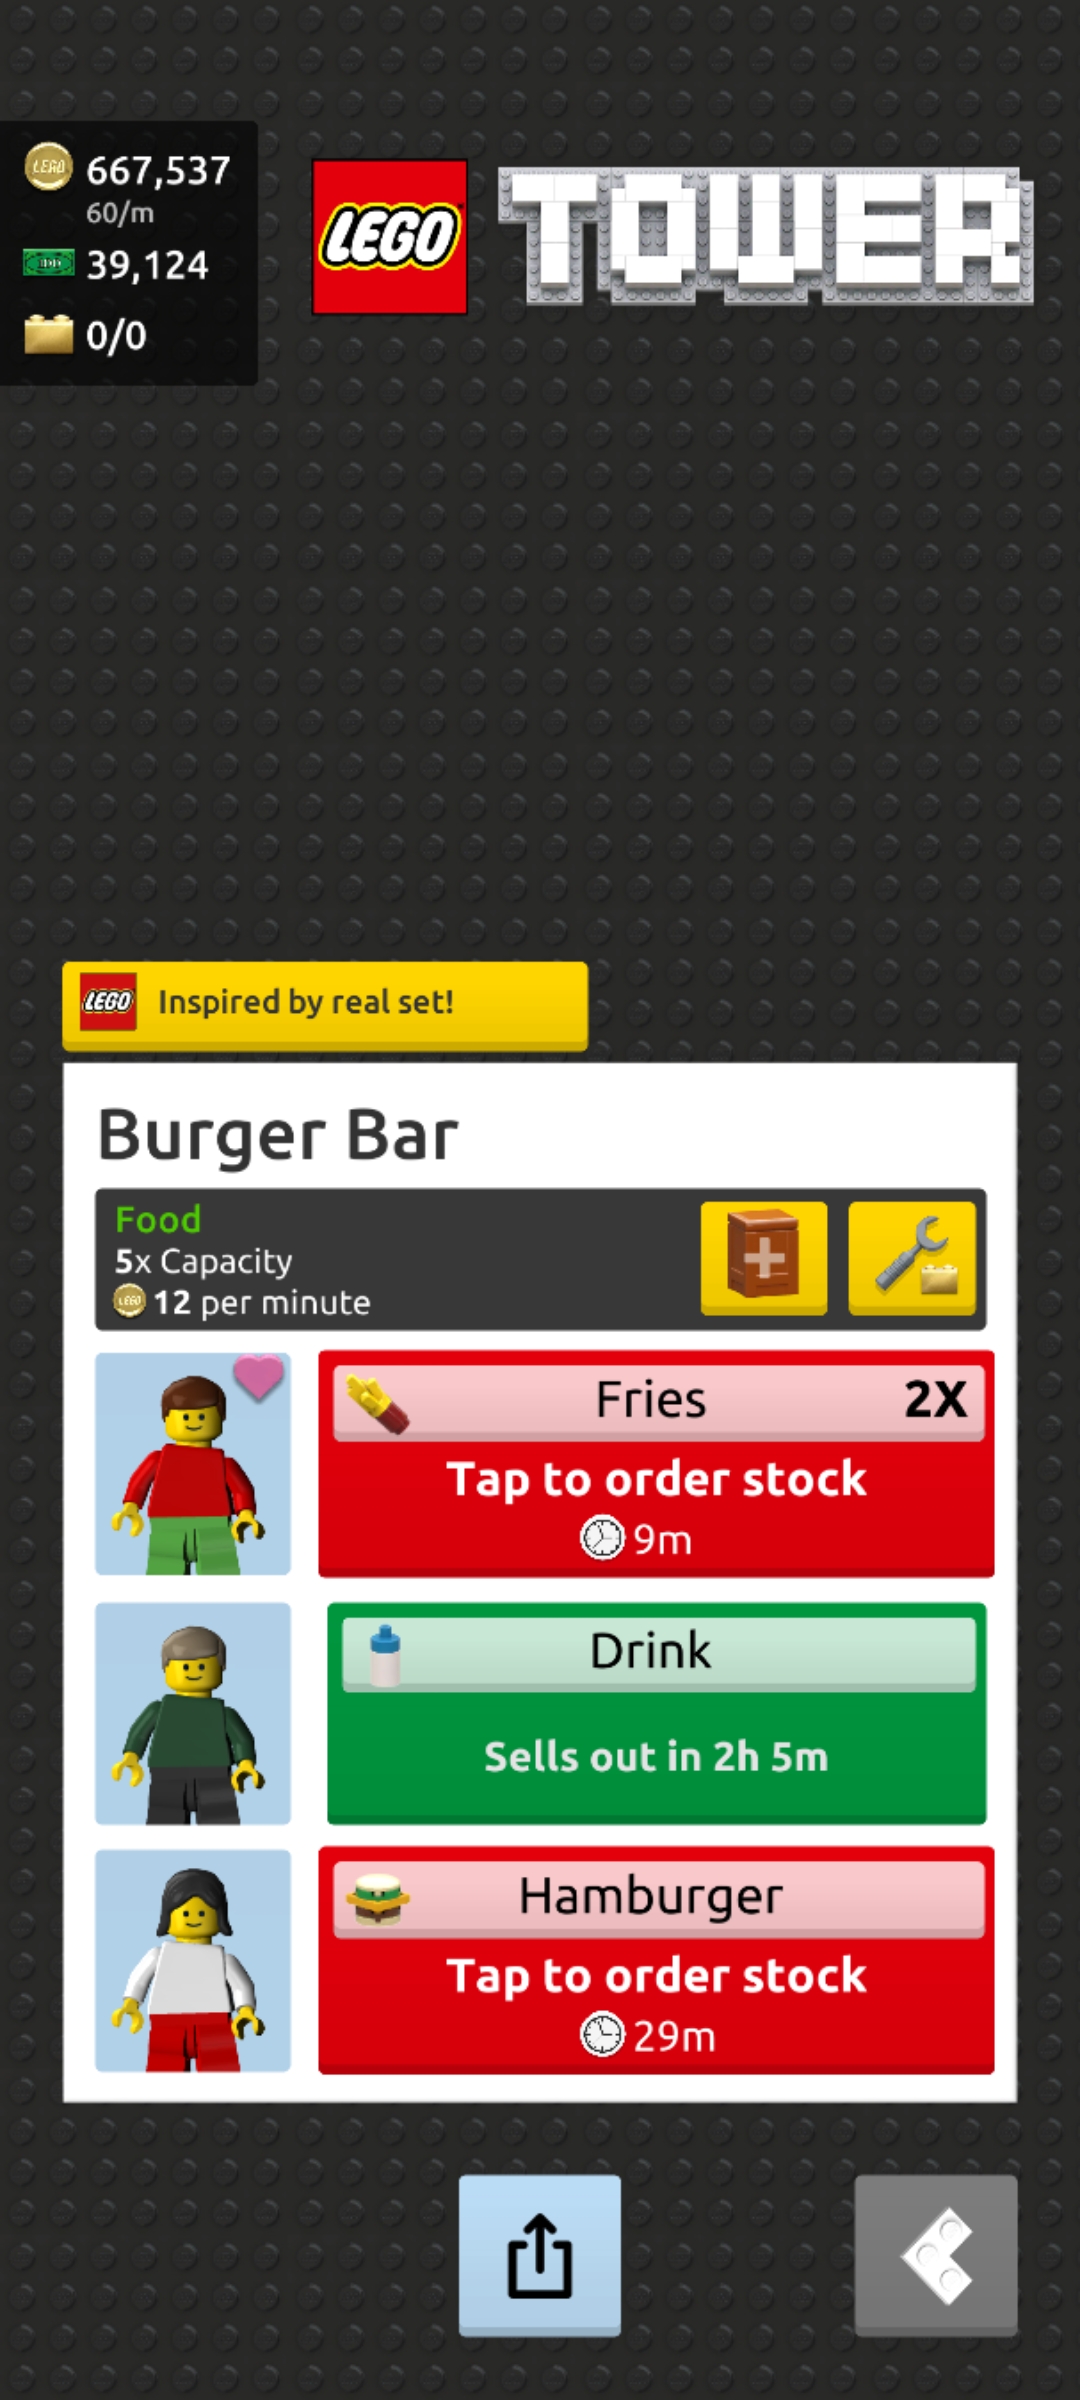 667,537
60/m
39,124
0/0
LEGO TOWER
LEGO Inspired by real set!
Burger Bar
Food
5x Capacity
12 per minute
Fries 2X
Tap to order stock
9m
Drink
Sells out in 2h 5m
Hamburger
Tap to order stock
29m